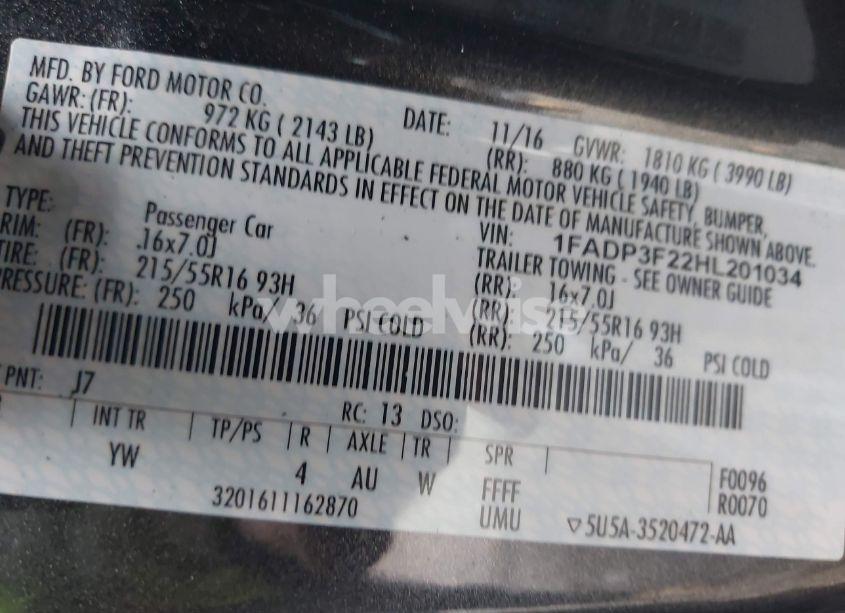 MFD. BY FORD MOTOR CO. DATE: 11/16 GVWR: 1810 KG ( 3990 LB)
GAWR: (FR): 972 KG ( 2143 LB) (RR): 880 KG ( 1940 LB)
THIS VEHICLE CONFORMS TO ALL APPLICABLE FEDERAL MOTOR VEHICLE SAFETY, BUMPER,
AND THEFT PREVENTION STANDARDS IN EFFECT ON THE DATE OF MANUFACTURE SHOWN ABOVE.
VIN: 1FADP3F22HL201034
TYPE: Passenger Car TRAILER TOWING - SEE OWNER GUIDE
RIM: (FR): 16x7.0J (RR): 16x7.0J
TIRE: (FR): 215/55R16 93H (RR): 215/55R16 93H
PRESSURE: (FR): 250 kPa/ 36 PSI COLD (RR): 250 kPa/ 36 PSI COLD
wheelvise
PNT: J7
RC: 13 DSO:
INT TR TP/PS R AXLE TR SPR
YW 4 AU W FFFF F0096
UMU R0070
3201611162870 ▽5U5A-3520472-AA